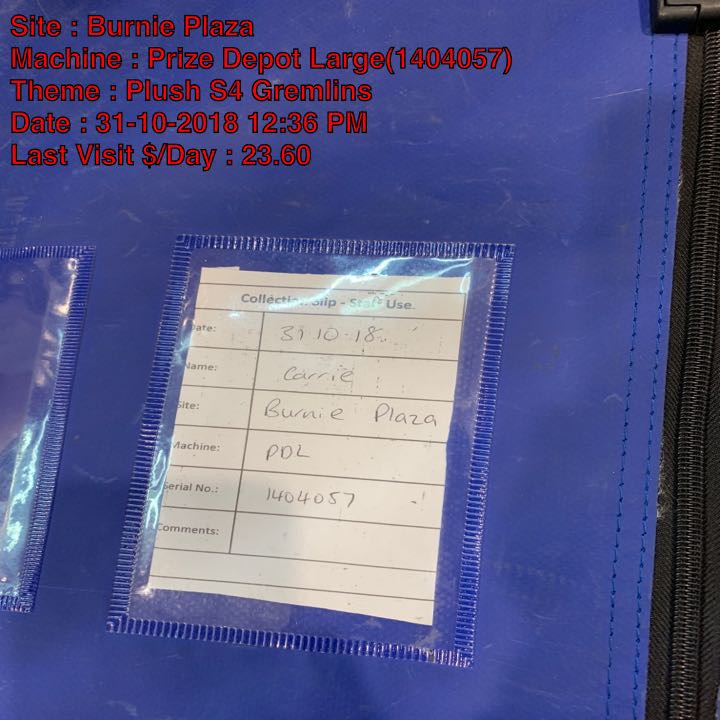 Site : Burnie Plaza
Machine : Prize Depot Large(1404057)
Theme : Plush S4 Gremlins
Date : 31-10-2018 12:36 PM
Last Visit $/Day : 23.60
Collection Slip - Staff Use
Date: 31-10-18
Name: Carrie
Site: Burnie Plaza
Machine: PDL
Serial No.: 1404057
Comments: